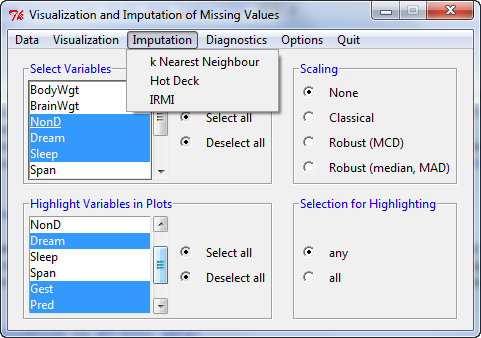 Visualization and Imputation of Missing Values
Data Visualization Imputation Diagnostics Options Quit
k Nearest Neighbour
Hot Deck
IRMI
Select Variables
BodyWgt
BrainWgt
NonD
Dream
Sleep
Span
Select all
Deselect all
Scaling
None
Classical
Robust (MCD)
Robust (median, MAD)
Highlight Variables in Plots
NonD
Dream
Sleep
Span
Gest
Pred
Select all
Deselect all
Selection for Highlighting
any
all